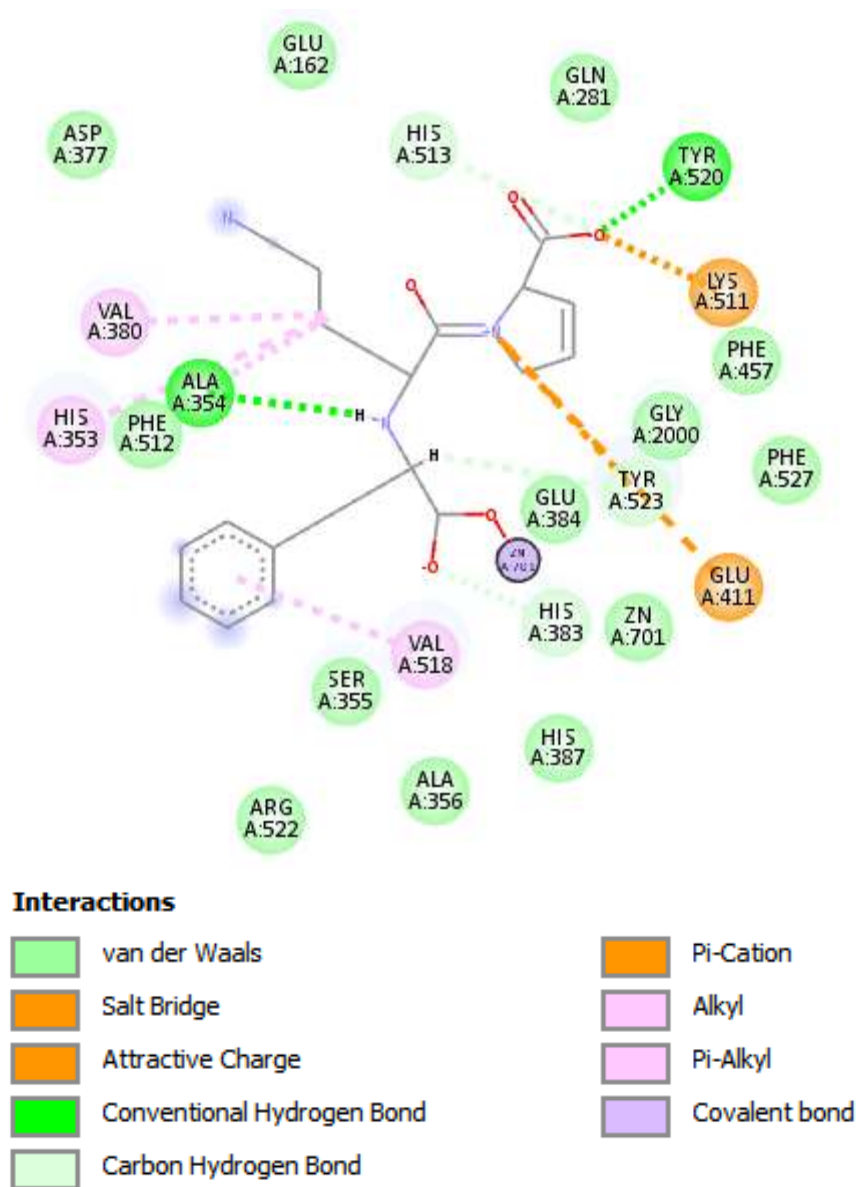 GLU
A:162
GLN
A:281
ASP
A:377
HIS
A:513
TYR
A:520
N
O
O
LYS
A:511
VAL
A:380
O
N
PHE
A:457
ALA
A:354
GLY
A:2000
HIS
A:353
PHE
A:512
H
N
H
PHE
A:527
TYR
A:523
GLU
A:384
O
ZN
A:701
O
GLU
A:411
HIS
A:383
ZN
A:701
VAL
A:518
SER
A:355
HIS
A:387
ALA
A:356
ARG
A:522
Interactions
van der Waals
Pi-Cation
Salt Bridge
Alkyl
Attractive Charge
Pi-Alkyl
Conventional Hydrogen Bond
Covalent bond
Carbon Hydrogen Bond